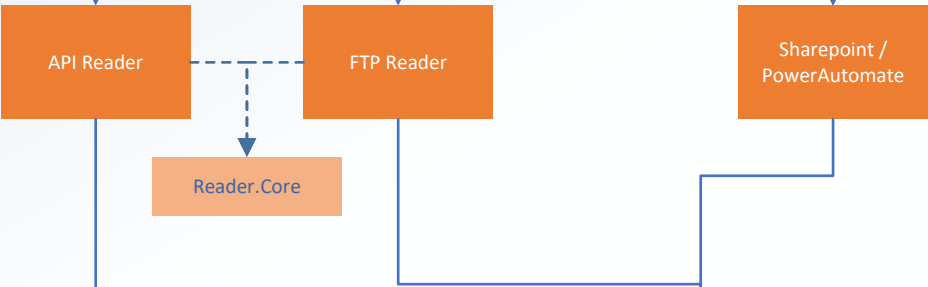 API Reader
FTP Reader
Sharepoint /
PowerAutomate
Reader.Core